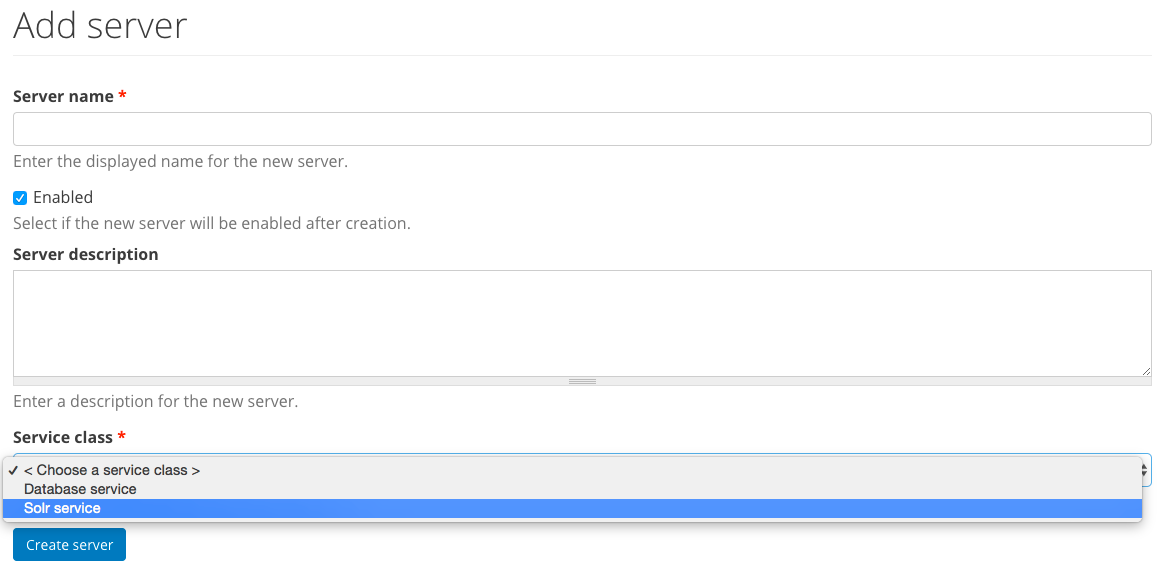 Add server
Server name *
Enter the displayed name for the new server.
Enabled
Select if the new server will be enabled after creation.
Server description
Enter a description for the new server.
Service class *
✓ < Choose a service class >
Database service
Solr service
Create server